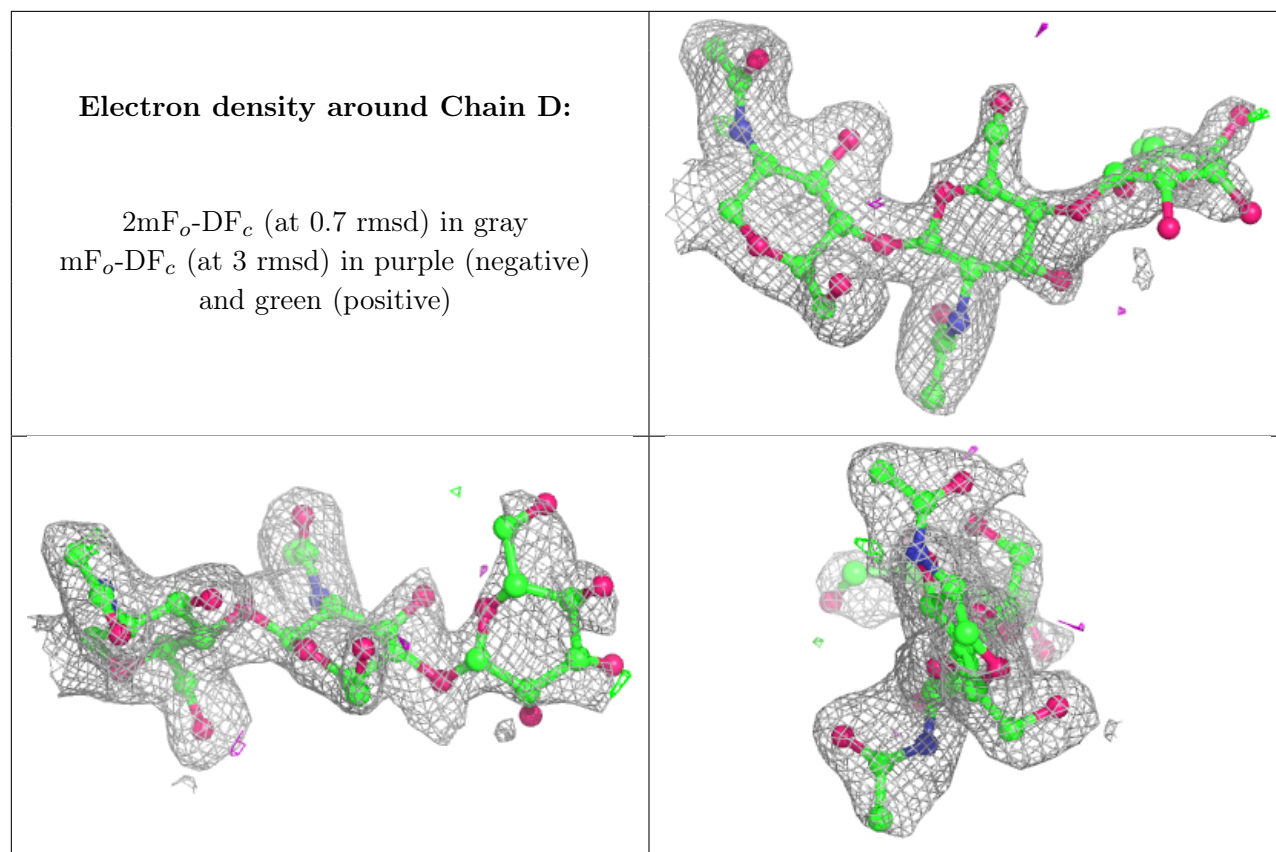 Electron density around Chain D:
2mFₒ-DF𝒸 (at 0.7 rmsd) in gray
mFₒ-DF𝒸 (at 3 rmsd) in purple (negative)
and green (positive)